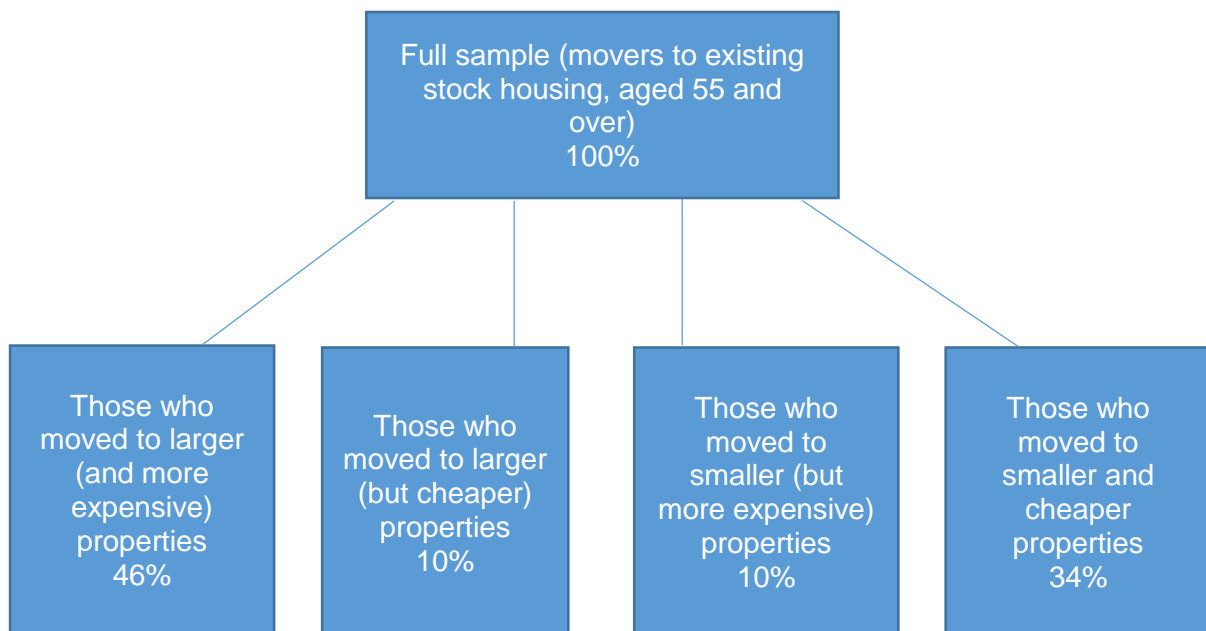 Full sample (movers to existing
stock housing, aged 55 and
over)
100%
Those who
moved to larger
(and more
expensive)
properties
46%
Those who
moved to larger
(but cheaper)
properties
10%
Those who
moved to
smaller (but
more expensive)
properties
10%
Those who
moved to
smaller and
cheaper
properties
34%